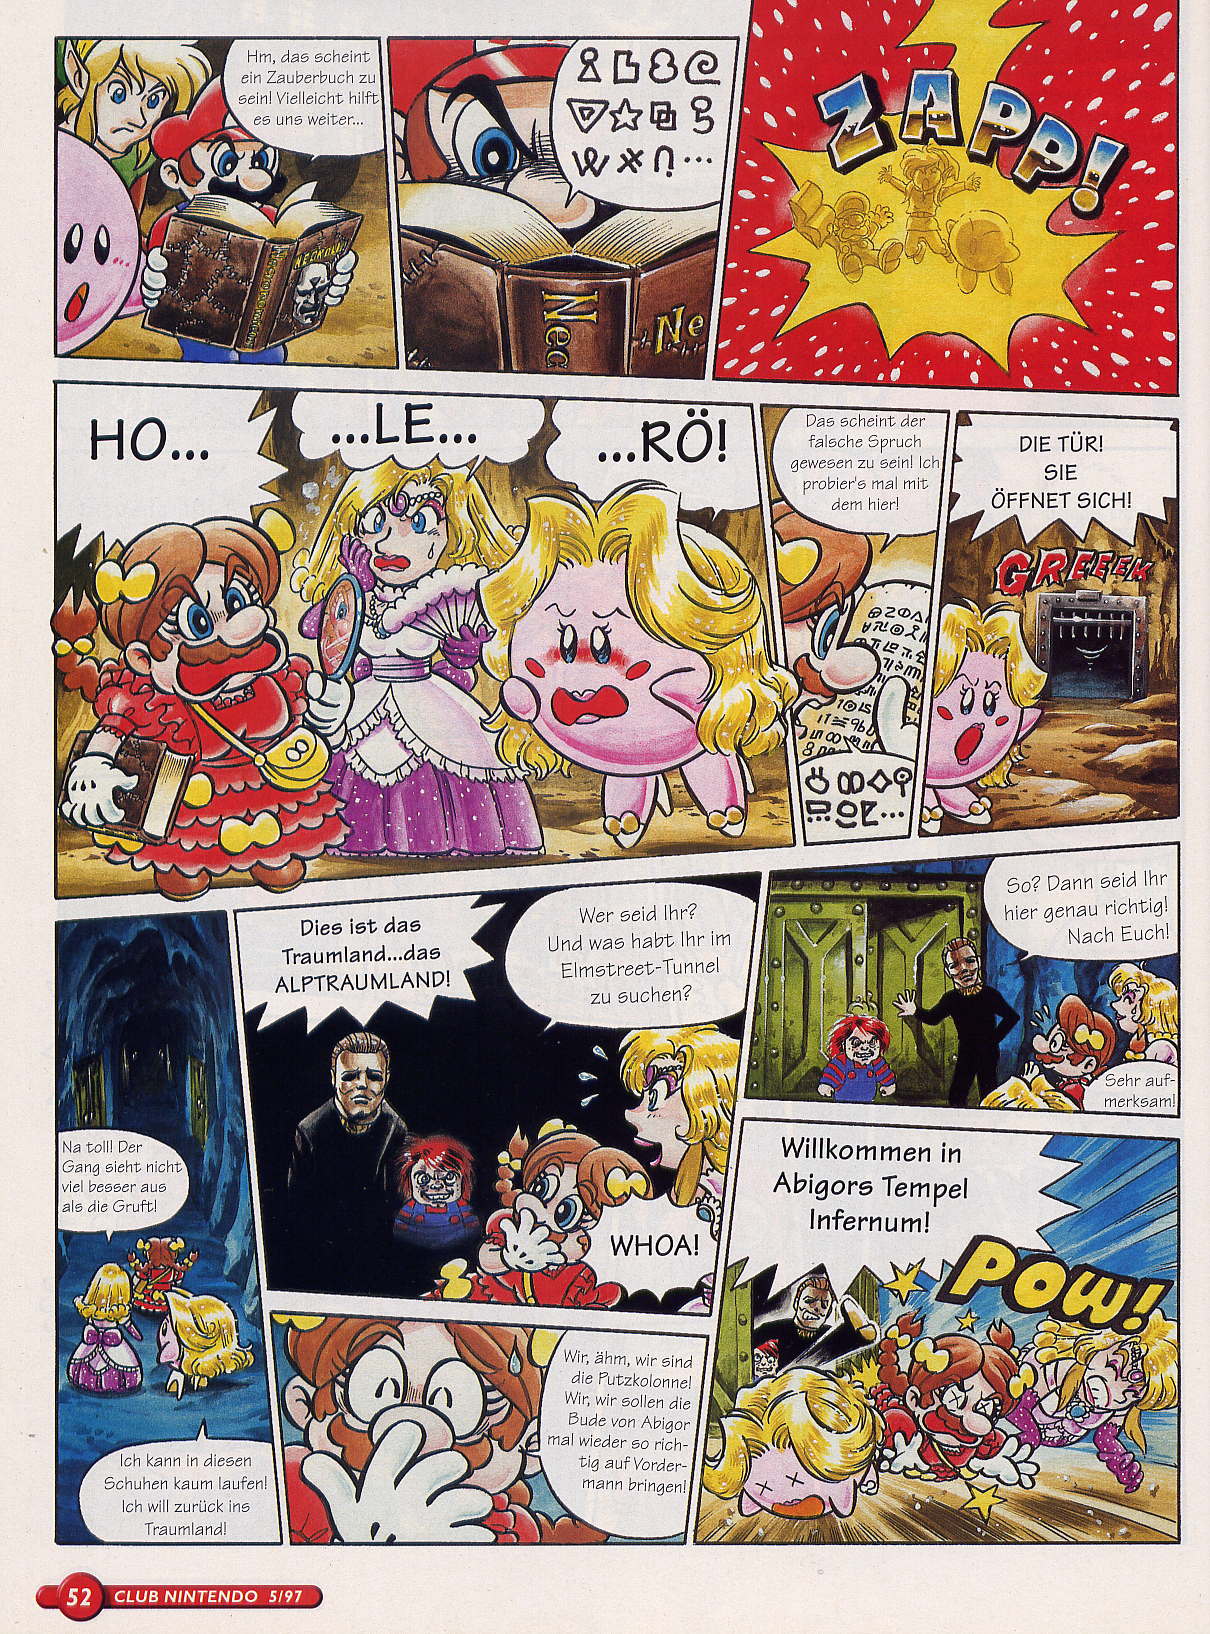 Hm, das scheint
ein Zauberbuch zu
sein! Vielleicht hilft
es uns weiter...
Nec
Ne
ZAPP!
HO...
...LE...
...RÖ!
Das scheint der
falsche Spruch
gewesen zu sein! Ich
probier's mal mit
dem hier!
DIE TÜR!
SIE
ÖFFNET SICH!
GREEEK
Na toll! Der
Gang sieht nicht
viel besser aus
als die Gruft!
Ich kann in diesen
Schuhen kaum laufen!
Ich will zurück ins
Traumland!
Dies ist das
Traumland...das
ALPTRAUMLAND!
Wer seid Ihr?
Und was habt Ihr im
Elmstreet-Tunnel
zu suchen?
WHOA!
Wir, ähm, wir sind
die Putzkolonne!
Wir, wir sollen die
Bude von Abigor
mal wieder so rich-
tig auf Vorder-
mann bringen!
So? Dann seid Ihr
hier genau richtig!
Nach Euch!
Sehr auf-
merksam!
Willkommen in
Abigors Tempel
Infernum!
POW!
52 CLUB NINTENDO 5/97